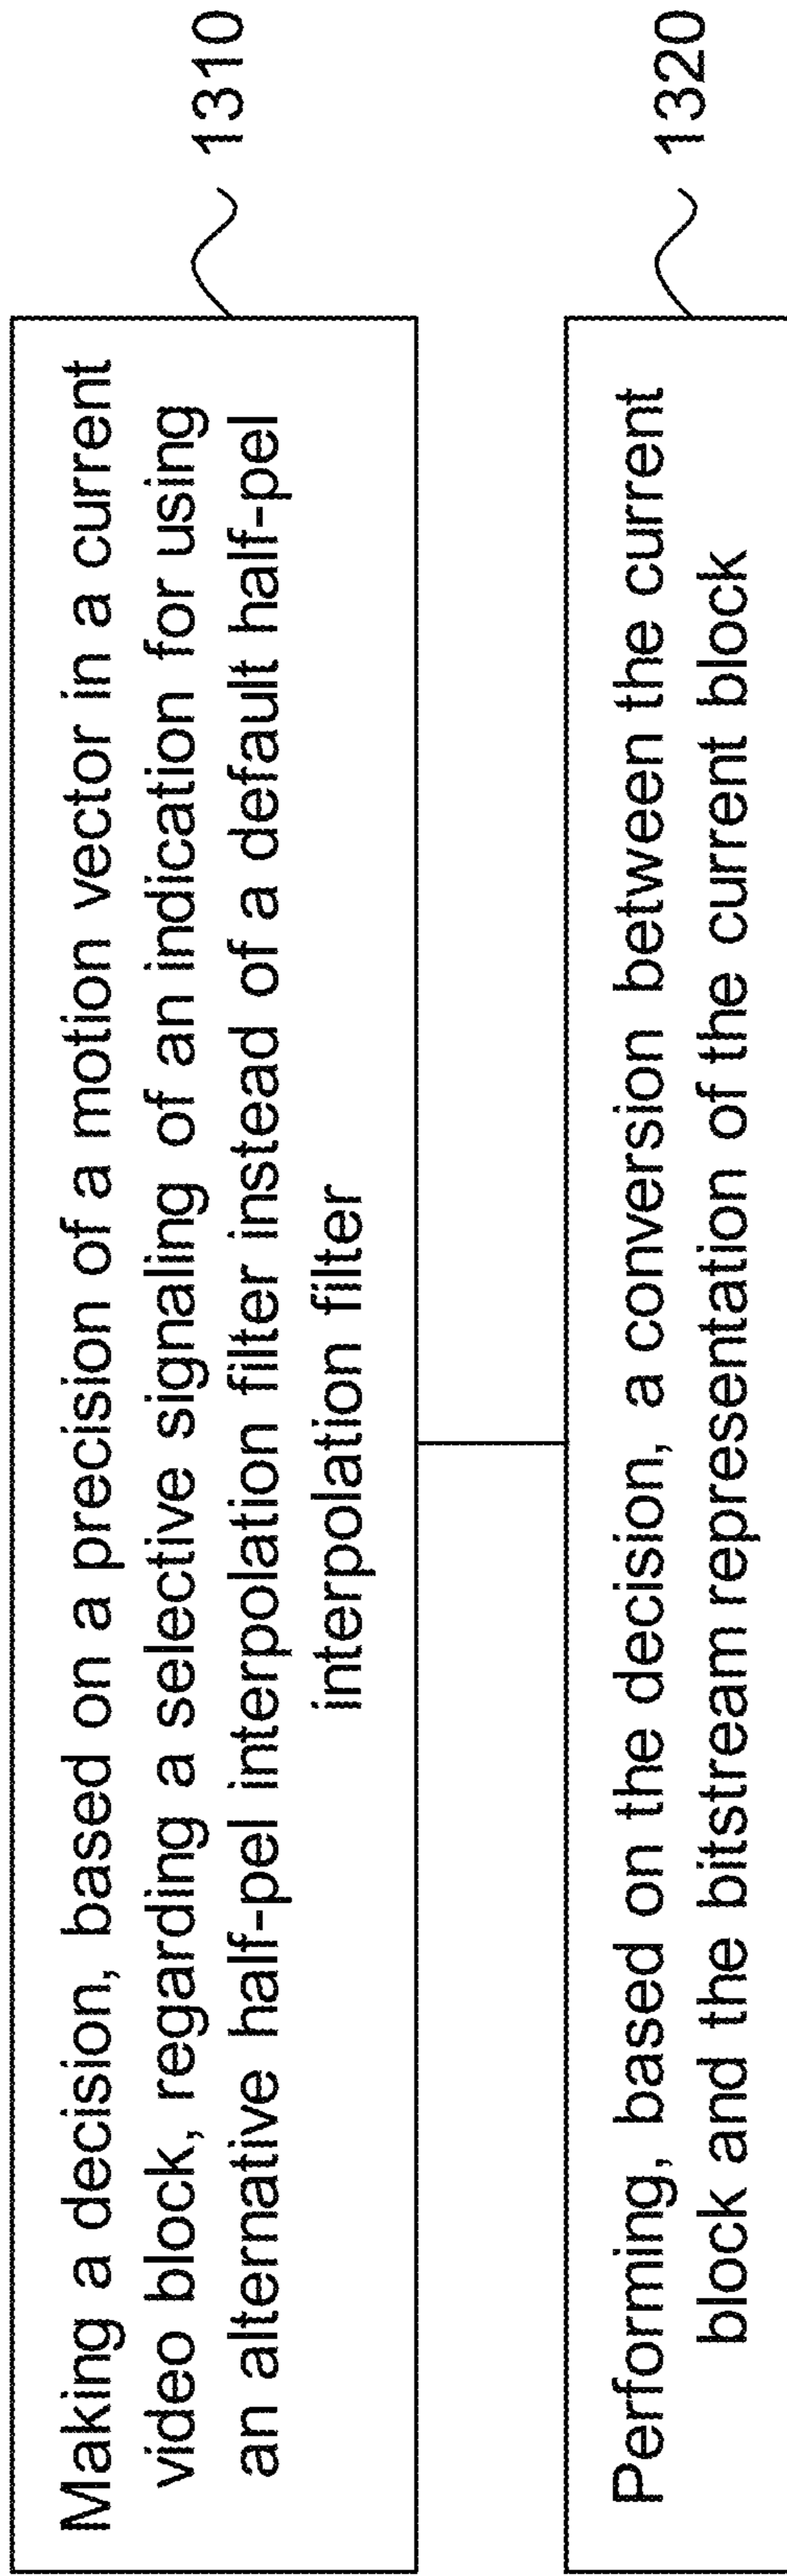 Making a decision, based on a precision of a motion vector in a current
video block, regarding a selective signaling of an indication for using
an alternative half-pel interpolation filter instead of a default half-pel
interpolation filter
1310
Performing, based on the decision, a conversion between the current
block and the bitstream representation of the current block
1320